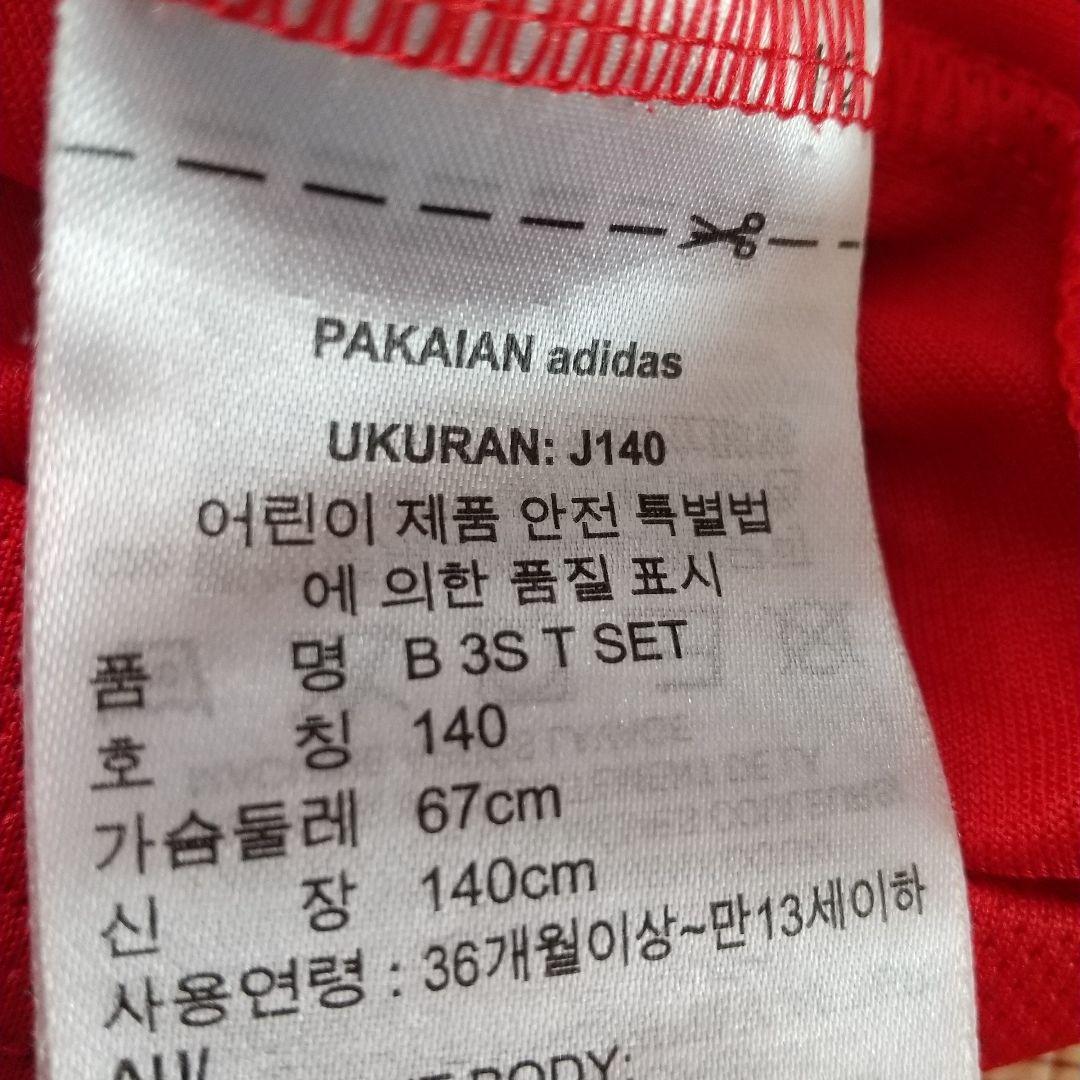 PAKAIAN adidas
UKURAN: J140
어린이 제품 안전 특별법
에 의한 품질 표시
품 명 B 3S T SET
호 칭 140
가슴둘레 67cm
신 장 140cm
사용연령 : 36개월이상~만13세이하
BODY: